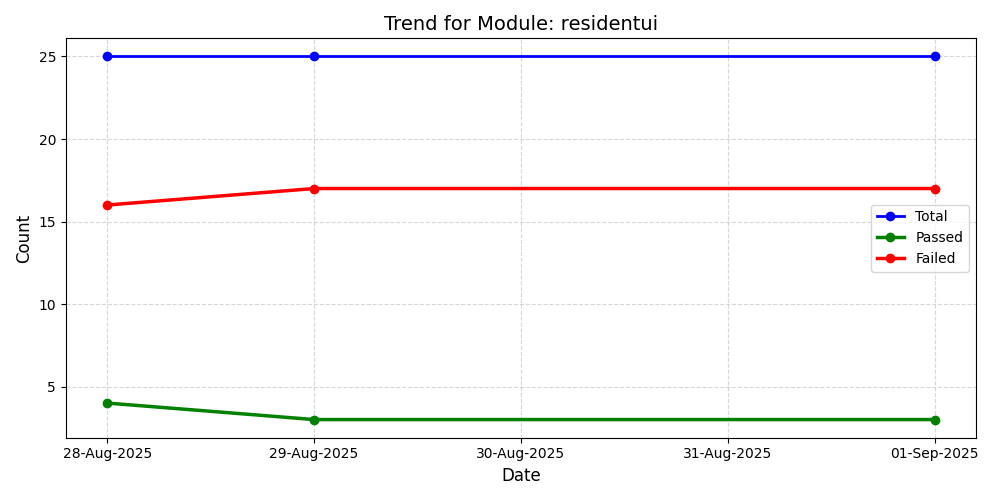 Trend for Module: residentui
25
20
15
10
5
Count
Total
Passed
Failed
28-Aug-2025 29-Aug-2025 30-Aug-2025 31-Aug-2025 01-Sep-2025
Date